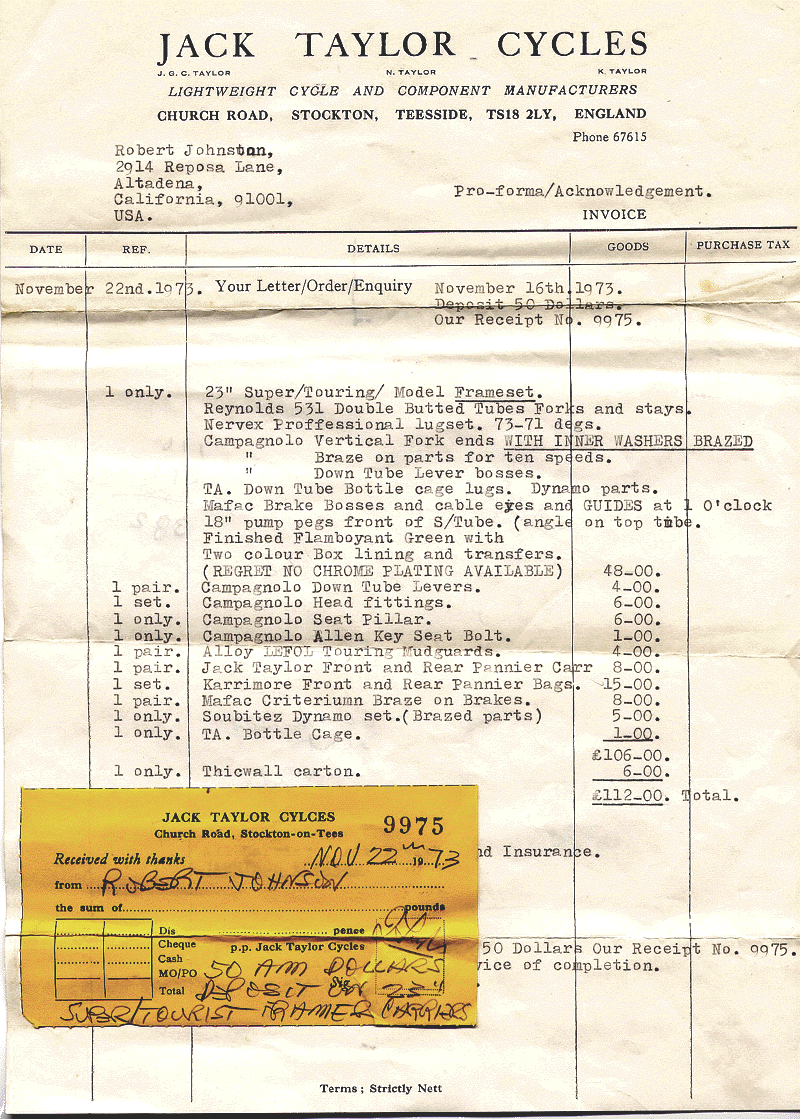 JACK TAYLOR CYCLES
J. G. C. TAYLOR N. TAYLOR K. TAYLOR
LIGHTWEIGHT CYCLE AND COMPONENT MANUFACTURERS
CHURCH ROAD, STOCKTON, TEESSIDE, TS18 2LY, ENGLAND
Phone 67615
Robert Johnston,
2914 Reposa Lane,
Altadena,
California, 91001,
USA.
Pro-forma/Acknowledgement.
INVOICE
DATE REF. DETAILS GOODS PURCHASE TAX
November 22nd.1973. Your Letter/Order/Enquiry November 16th.1973.
Deposit 50 Dollars.
Our Receipt No. 9975.
1 only. 23" Super/Touring/ Model Frameset.
Reynolds 531 Double Butted Tubes Forks and stays.
Nervex Proffessional lugset. 73-71 degs.
Campagnolo Vertical Fork ends WITH INNER WASHERS BRAZED
" Braze on parts for ten speeds.
" Down Tube Lever bosses.
TA. Down Tube Bottle cage lugs. Dynamo parts.
Mafac Brake Bosses and cable eyes and GUIDES at 1 O'clock
18" pump pegs front of S/Tube. (angle on top tube.
Finished Flamboyant Green with
Two colour Box lining and transfers.
(REGRET NO CHROME PLATING AVAILABLE) 48-00.
1 pair. Campagnolo Down Tube Levers. 4-00.
1 set. Campagnolo Head fittings. 6-00.
1 only. Campagnolo Seat Pillar. 6-00.
1 only. Campagnolo Allen Key Seat Bolt. 1-00.
1 pair. Alloy LEFOL Touring Mudguards. 4-00.
1 pair. Jack Taylor Front and Rear Pannier Carr 8-00.
1 set. Karrimore Front and Rear Pannier Bags. 15-00.
1 pair. Mafac Criteriumn Braze on Brakes. 8-00.
1 only. Soubitez Dynamo set.(Brazed parts) 5-00.
1 only. TA. Bottle Cage. 1-00.
£106-00.
1 only. Thicwall carton. 6-00.
£112-00. Total.
nd Insurance.
50 Dollars Our Receipt No. 9975.
vice of completion.
JACK TAYLOR CYLCES
Church Road, Stockton-on-Tees 9975
Received with thanks NOV 22nd 1973
from ROBERT JOHNSON
the sum of pounds
Dis pence
Cheque p.p. Jack Taylor Cycles
Cash
MO/PO 50 AM DOLLARS
Total DEPOSIT ON 23"
SUPER/TOURIST FRAME CARRIERS
Terms ; Strictly Nett